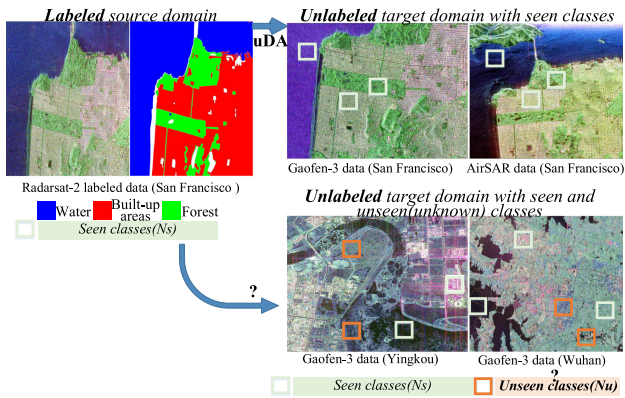 Labeled source domain
uDA
Unlabeled target domain with seen classes
Radarsat-2 labeled data (San Francisco )
Gaofen-3 data (San Francisco)
AirSAR data (San Francisco)
Water
Built-up
areas
Forest
Seen classes(Ns)
Unlabeled target domain with seen and
unseen(unknown) classes
?
Gaofen-3 data (Yingkou)
Gaofen-3 data (Wuhan)
?
Seen classes(Ns)
Unseen classes(Nu)